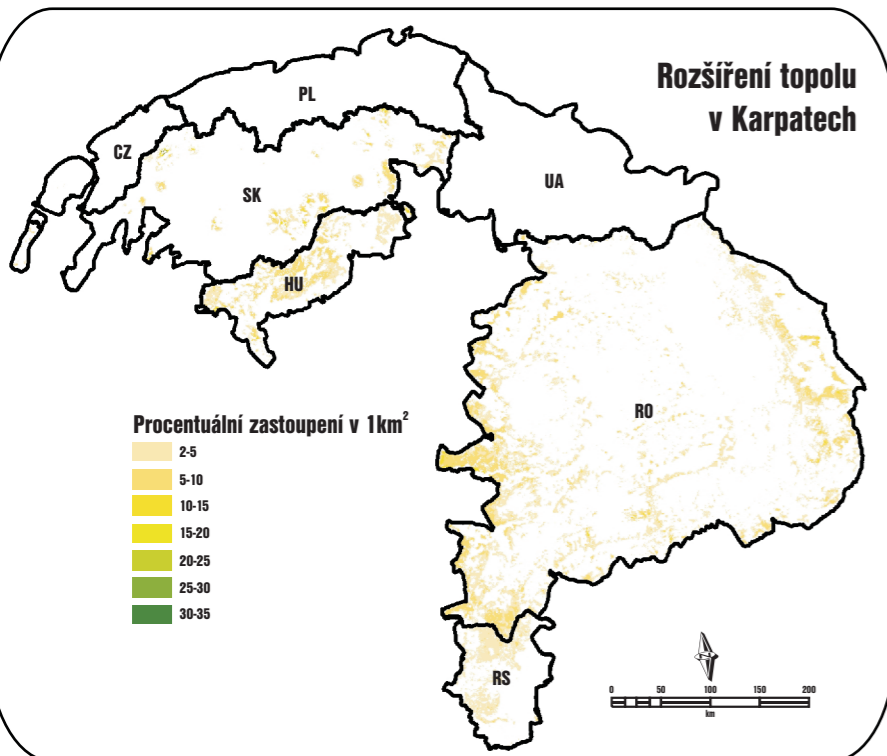 Rozšíření topolu
v Karpatech
PL
CZ
SK
UA
HU
RO
RS
Procentuální zastoupení v 1km²
2-5
5-10
10-15
15-20
20-25
25-30
30-35
0 50 100 150 200
km